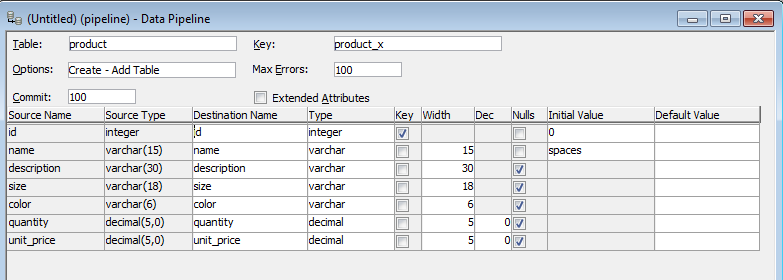 (Untitled) (pipeline) - Data Pipeline
Table: product Key: product_x
Options: Create - Add Table Max Errors: 100
Commit: 100 Extended Attributes
Source Name Source Type Destination Name Type Key Width Dec Nulls Initial Value Default Value
id integer id integer 0
name varchar(15) name varchar 15 spaces
description varchar(30) description varchar 30
size varchar(18) size varchar 18
color varchar(6) color varchar 6
quantity decimal(5,0) quantity decimal 5 0
unit_price decimal(5,0) unit_price decimal 5 0